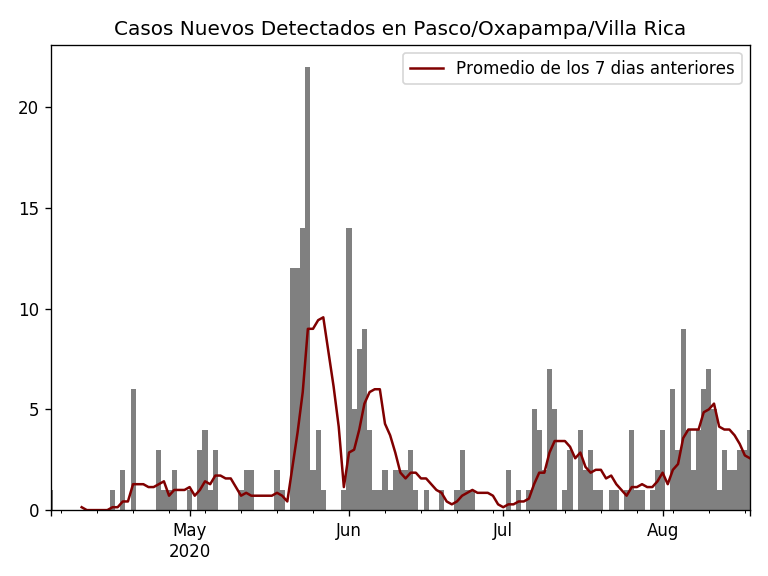 Casos Nuevos Detectados en Pasco/Oxapampa/Villa Rica
Promedio de los 7 dias anteriores
20
15
10
5
0
May
2020
Jun
Jul
Aug